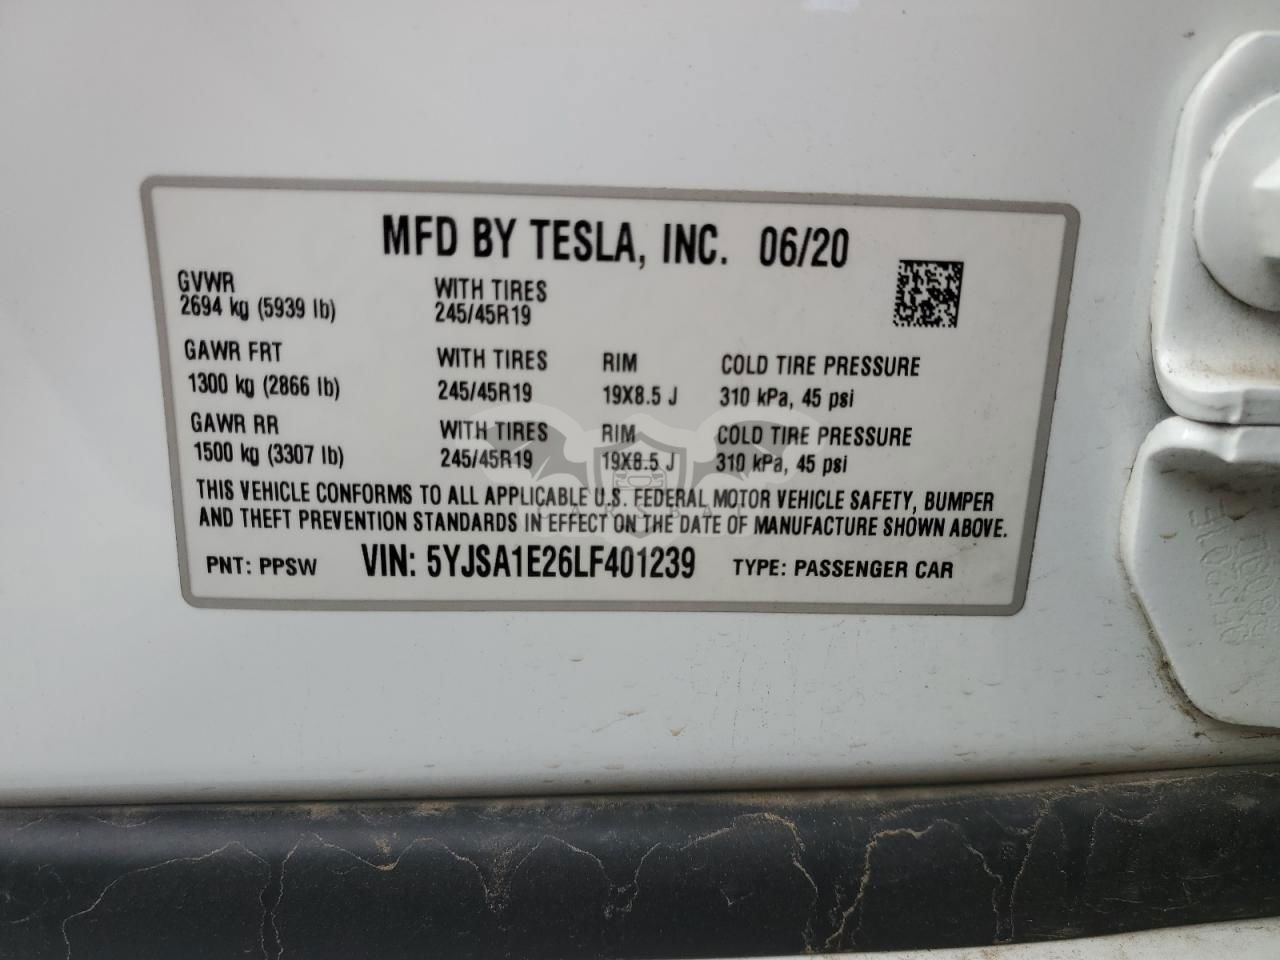 MFD BY TESLA, INC. 06/20
GVWR WITH TIRES
2694 kg (5939 lb) 245/45R19
GAWR FRT WITH TIRES RIM COLD TIRE PRESSURE
1300 kg (2866 lb) 245/45R19 19X8.5 J 310 kPa, 45 psi
GAWR RR WITH TIRES RIM COLD TIRE PRESSURE
1500 kg (3307 lb) 245/45R19 19X8.5 J 310 kPa, 45 psi
THIS VEHICLE CONFORMS TO ALL APPLICABLE U.S. FEDERAL MOTOR VEHICLE SAFETY, BUMPER
AND THEFT PREVENTION STANDARDS IN EFFECT ON THE DATE OF MANUFACTURE SHOWN ABOVE.
PNT: PPSW VIN: 5YJSA1E26LF401239 TYPE: PASSENGER CAR